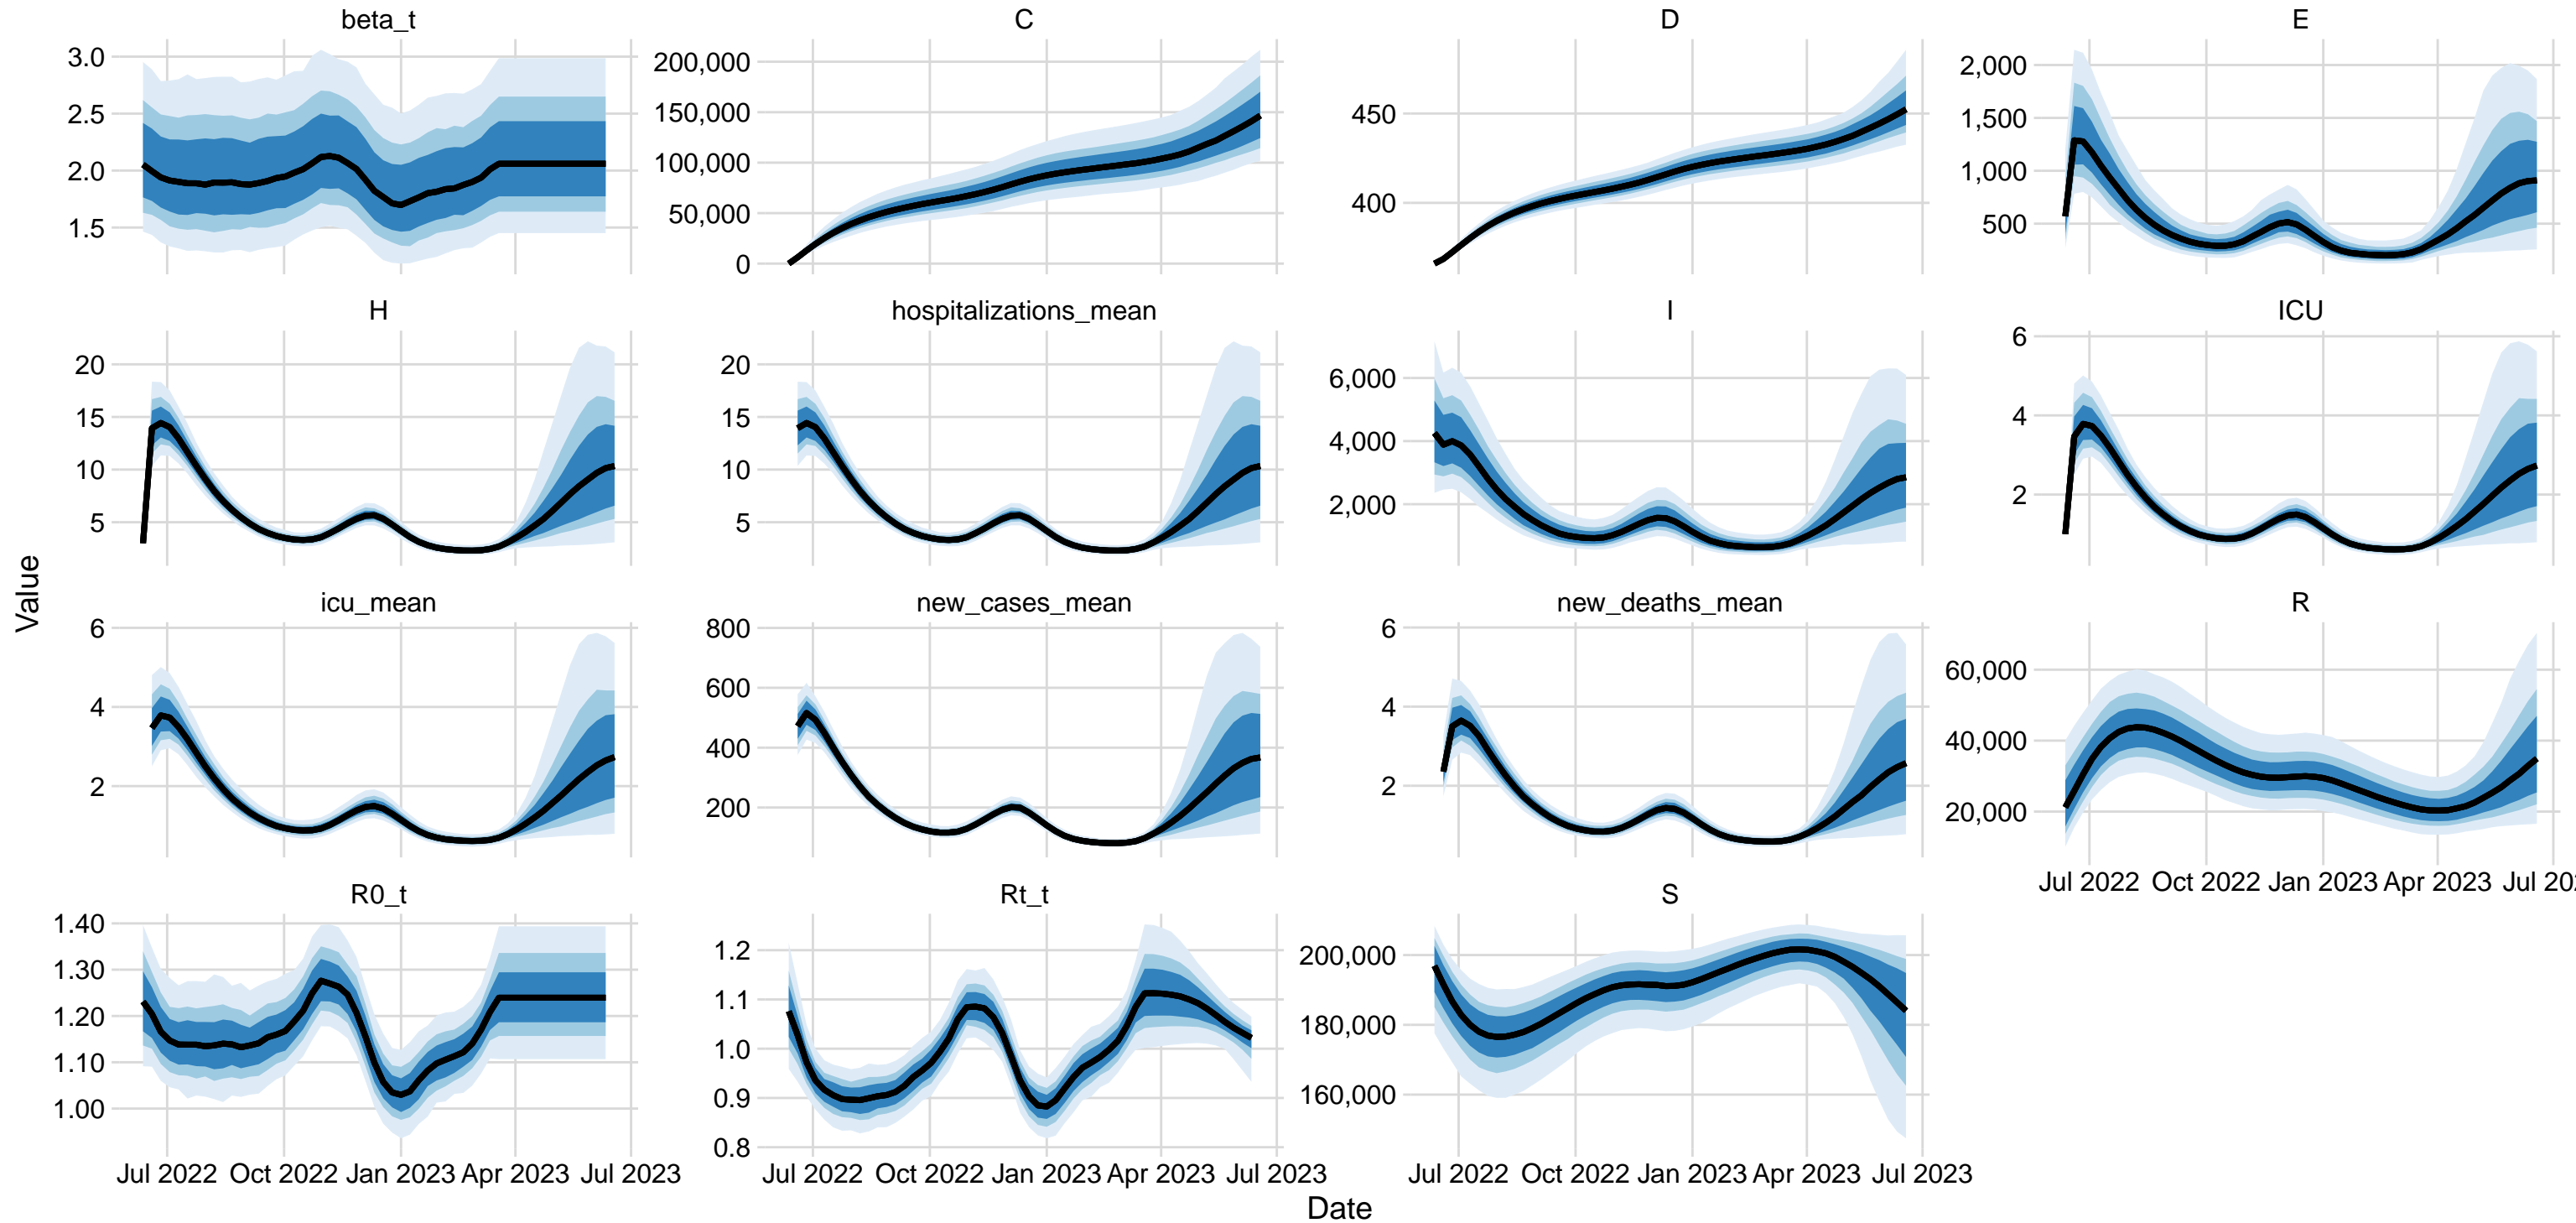 beta_t C D E
3.0 200,000 450 2,000
2.5 150,000 400 1,500
2.0 100,000 1,000
1.5 50,000 500
0
H hospitalizations_mean I ICU
20 20 6,000 6
15 15 4,000 4
10 10 2,000 2
5 5
Value
icu_mean new_cases_mean new_deaths_mean R
6 800 6 60,000
4 600 4 40,000
2 400 2 20,000
200
Jul 2022 Oct 2022 Jan 2023 Apr 2023 Jul 202
R0_t Rt_t S
1.40 1.2 200,000
1.30 1.1 180,000
1.20 1.0 160,000
1.10 0.9
1.00 0.8
Jul 2022 Oct 2022 Jan 2023 Apr 2023 Jul 2023 Jul 2022 Oct 2022 Jan 2023 Apr 2023 Jul 2023 Jul 2022 Oct 2022 Jan 2023 Apr 2023 Jul 2023
Date